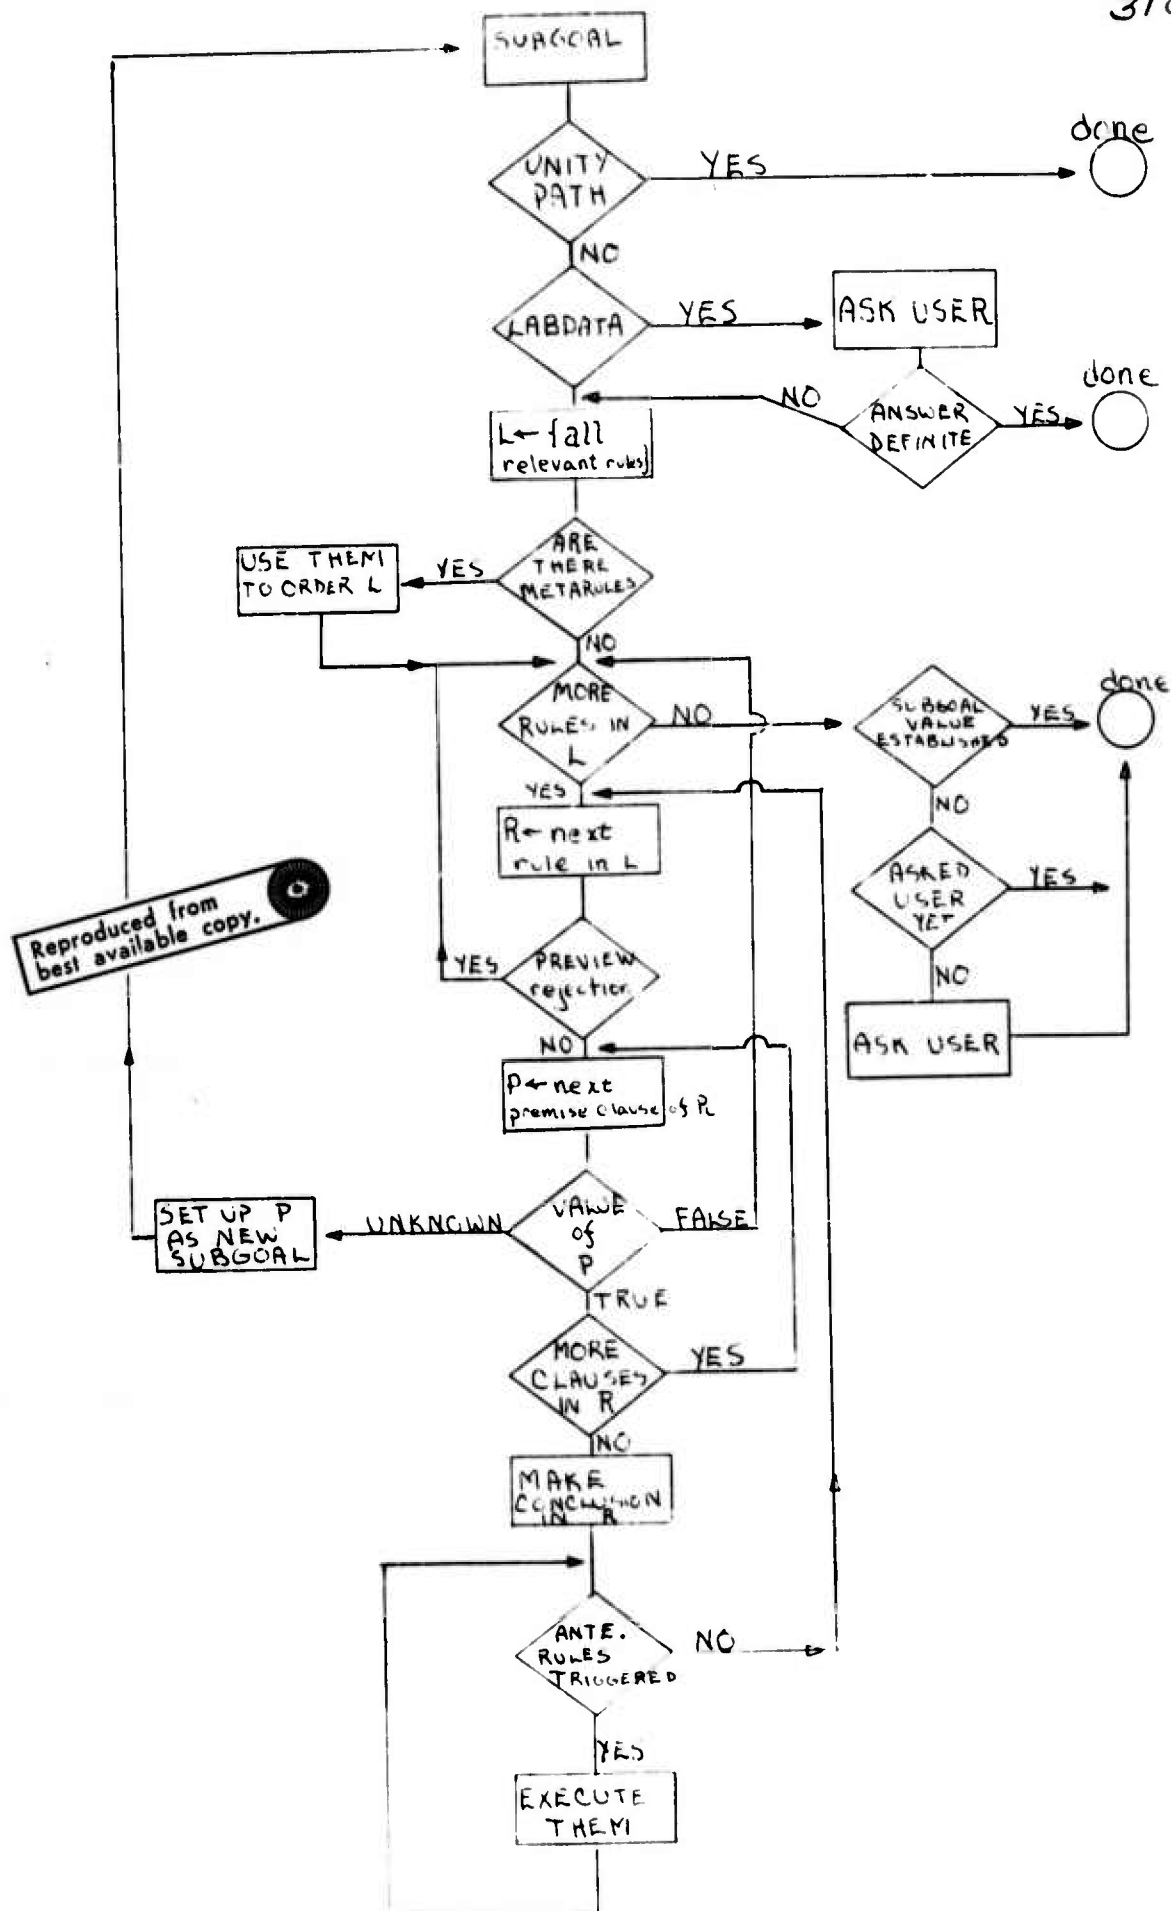 SUBGOAL
done
UNITY
PATH
YES
NO
LABDATA
YES
ASK USER
done
NO
ANSWER
DEFINITE
YES
L← {all
relevant rules}
ARE
THERE
METARULES
YES
USE THEM
TO ORDER L
NO
MORE
RULES IN
L
NO
SUBGOAL
VALUE
ESTABLISHED
YES
done
YES
NO
R← next
rule in L
ASKED
USER
YET
YES
Reproduced from
best available copy.
PREVIEW
rejection
YES
NO
NO
ASK USER
P← next
premise clause of R
SET UP P
AS NEW
SUBGOAL
UNKNOWN
VALUE
of
P
FALSE
TRUE
MORE
CLAUSES
IN R
YES
NO
MAKE
CONCLUSION
IN R
ANTE.
RULES
TRIGGERED
NO
YES
EXECUTE
THEM